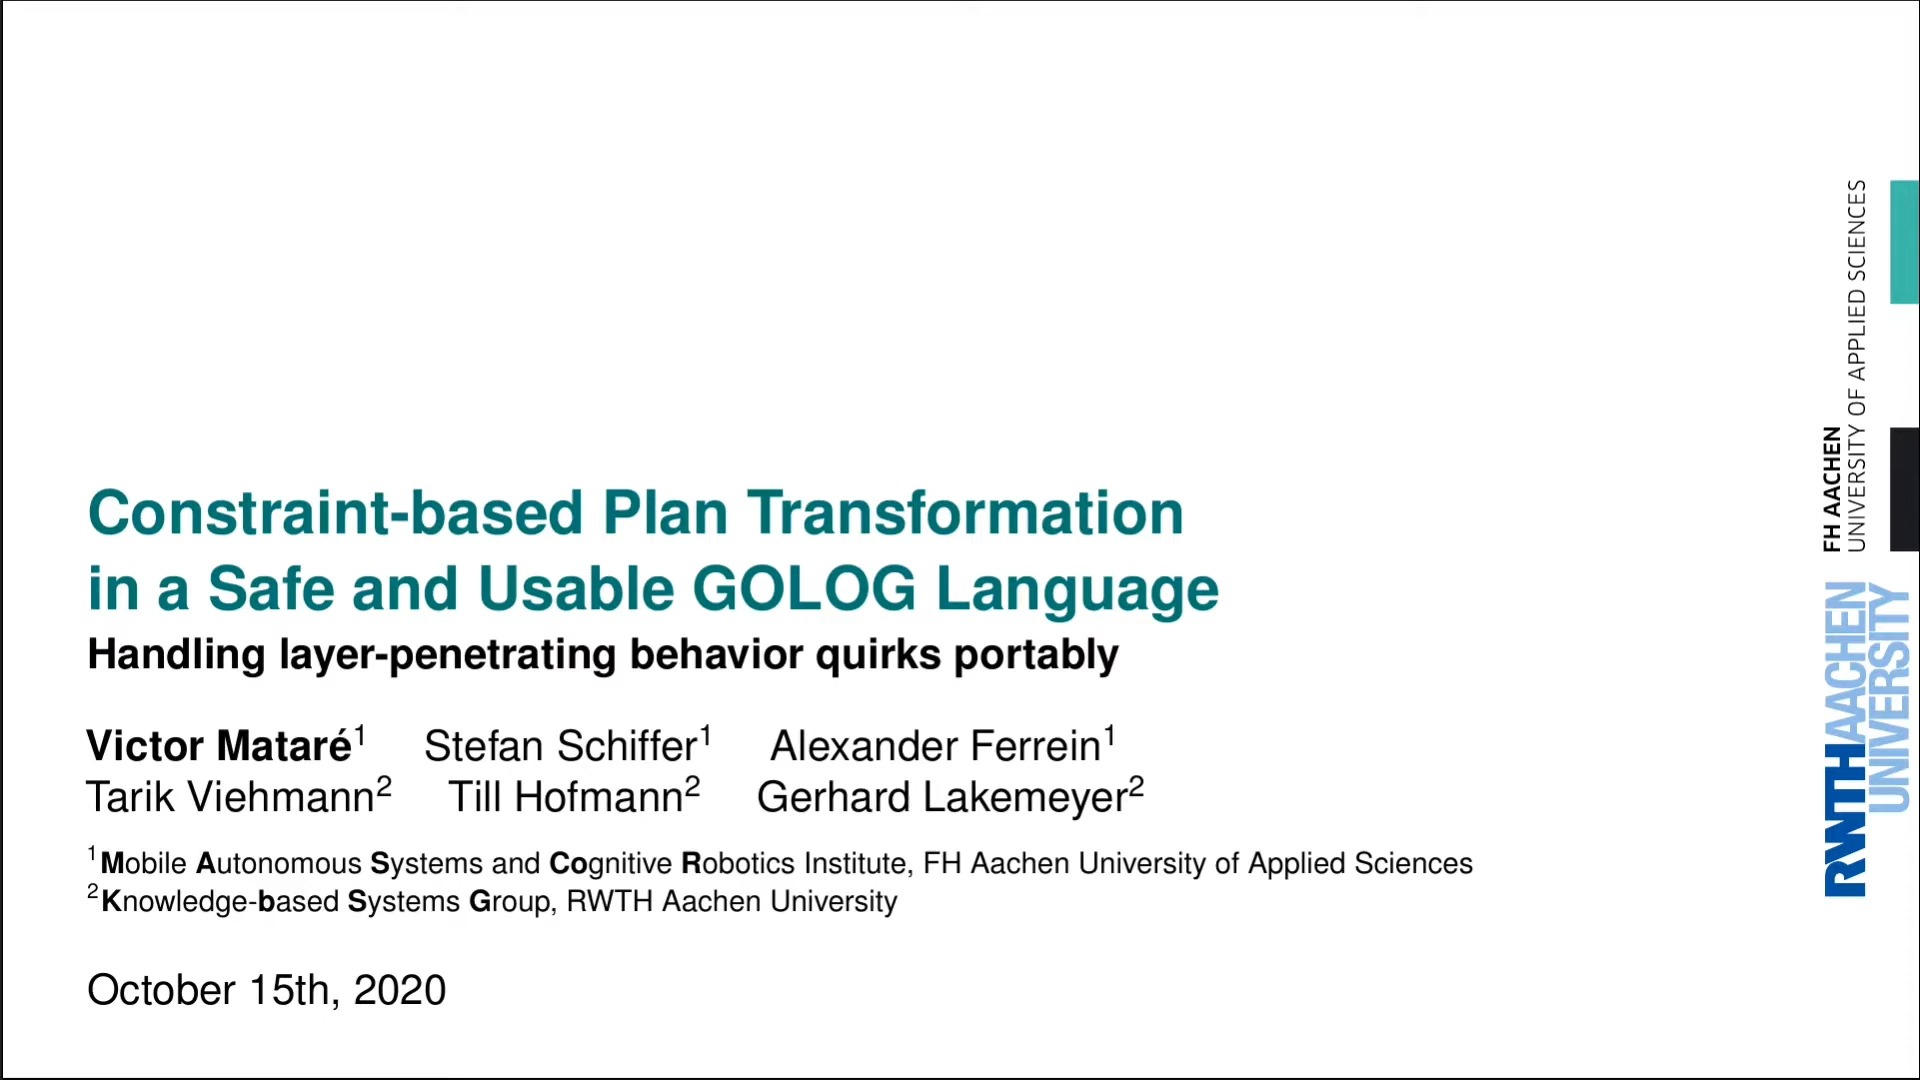 Constraint-based Plan Transformation
in a Safe and Usable GOLOG Language
Handling layer-penetrating behavior quirks portably
Victor Mataré¹ Stefan Schiffer¹ Alexander Ferrein¹
Tarik Viehmann² Till Hofmann² Gerhard Lakemeyer²
¹Mobile Autonomous Systems and Cognitive Robotics Institute, FH Aachen University of Applied Sciences
²Knowledge-based Systems Group, RWTH Aachen University
October 15th, 2020
FH AACHEN
UNIVERSITY OF APPLIED SCIENCES
RWTHAACHEN
UNIVERSITY